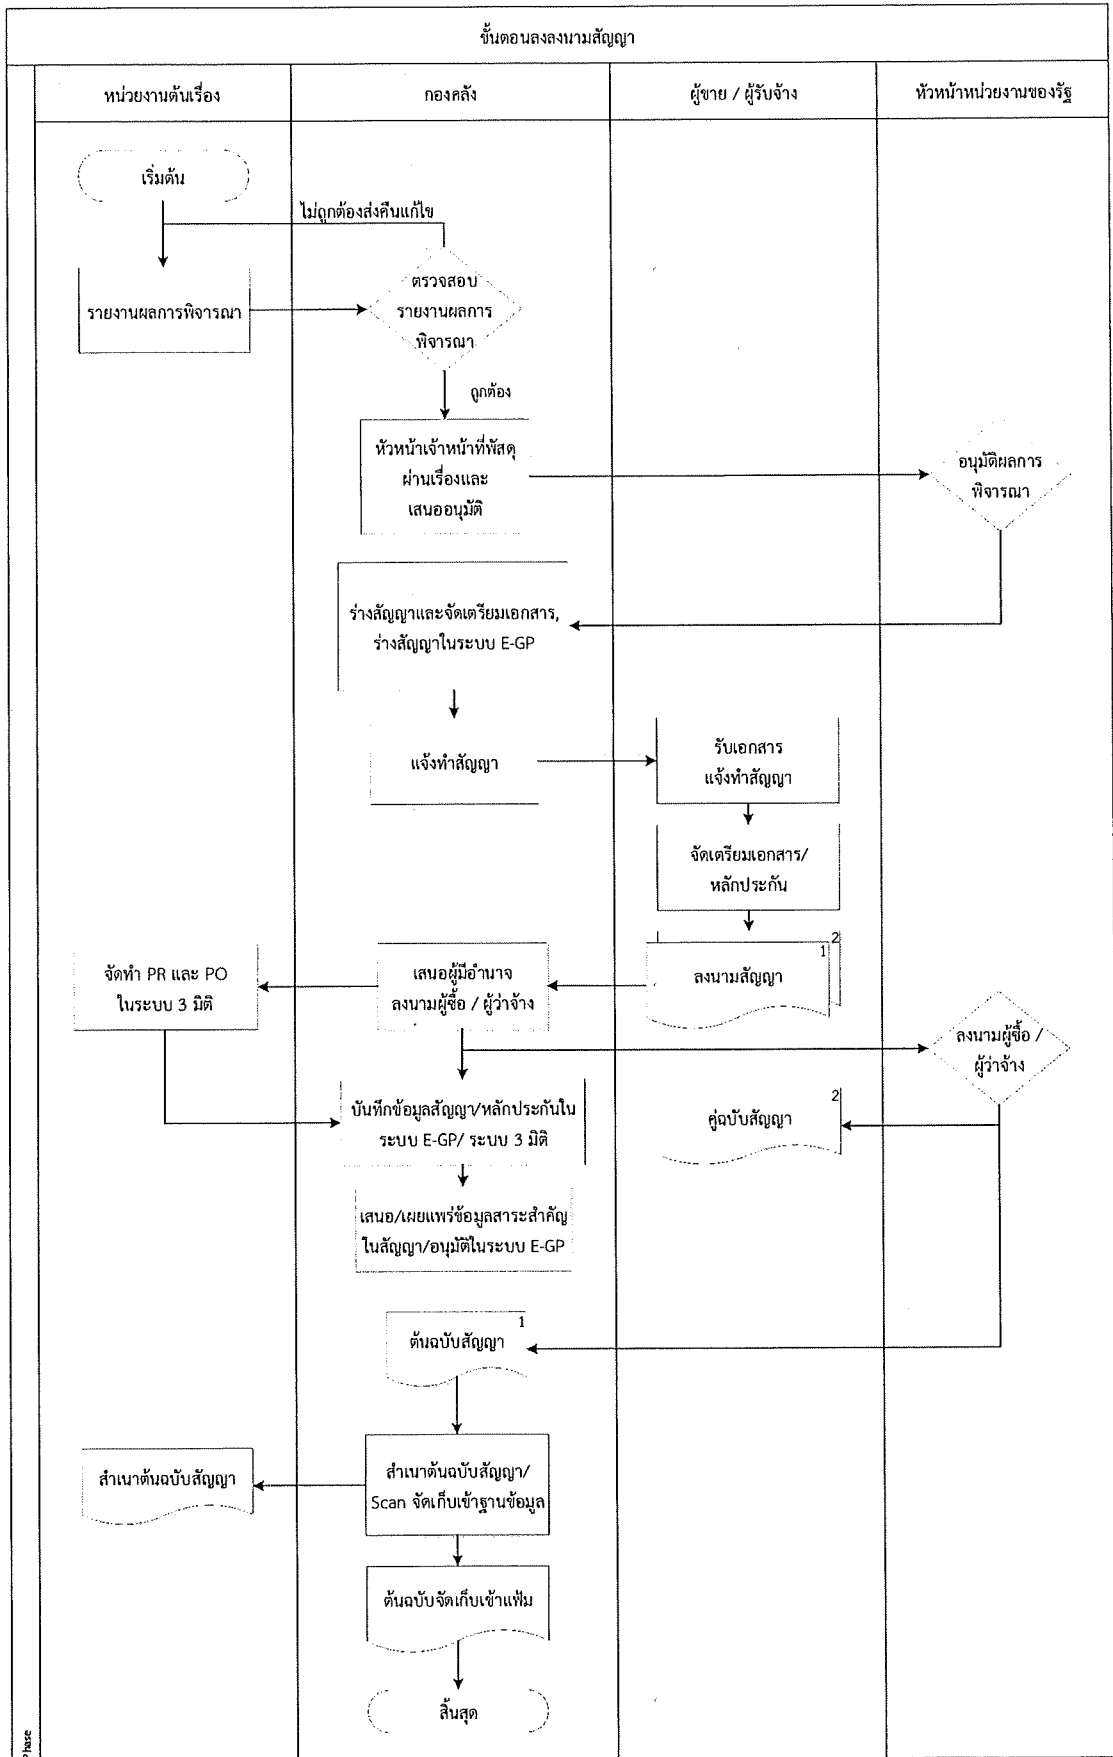 ขั้นตอนลงลงนามสัญญา
หน่วยงานต้นเรื่อง
กองคลัง
ผู้ขาย / ผู้รับจ้าง
หัวหน้าหน่วยงานของรัฐ
เริ่มต้น
ไม่ถูกต้องส่งคืนแก้ไข
รายงานผลการพิจารณา
ตรวจสอบ
รายงานผลการ
พิจารณา
ถูกต้อง
หัวหน้าเจ้าหน้าที่พัสดุ
ผ่านเรื่องและ
เสนออนุมัติ
อนุมัติผลการ
พิจารณา
ร่างสัญญาและจัดเตรียมเอกสาร,
ร่างสัญญาในระบบ E-GP
แจ้งทำสัญญา
รับเอกสาร
แจ้งทำสัญญา
จัดเตรียมเอกสาร/
หลักประกัน
2
1
ลงนามสัญญา
เสนอผู้มีอำนาจ
ลงนามผู้ซื้อ / ผู้ว่าจ้าง
จัดทำ PR และ PO
ในระบบ 3 มิติ
ลงนามผู้ซื้อ /
ผู้ว่าจ้าง
2
คู่ฉบับสัญญา
บันทึกข้อมูลสัญญา/หลักประกันใน
ระบบ E-GP/ ระบบ 3 มิติ
เสนอ/เผยแพร่ข้อมูลสาระสำคัญ
ในสัญญา/อนุมัติในระบบ E-GP
1
ต้นฉบับสัญญา
สำเนาต้นฉบับสัญญา
สำเนาต้นฉบับสัญญา/
Scan จัดเก็บเข้าฐานข้อมูล
ต้นฉบับจัดเก็บเข้าแฟ้ม
สิ้นสุด
Phase